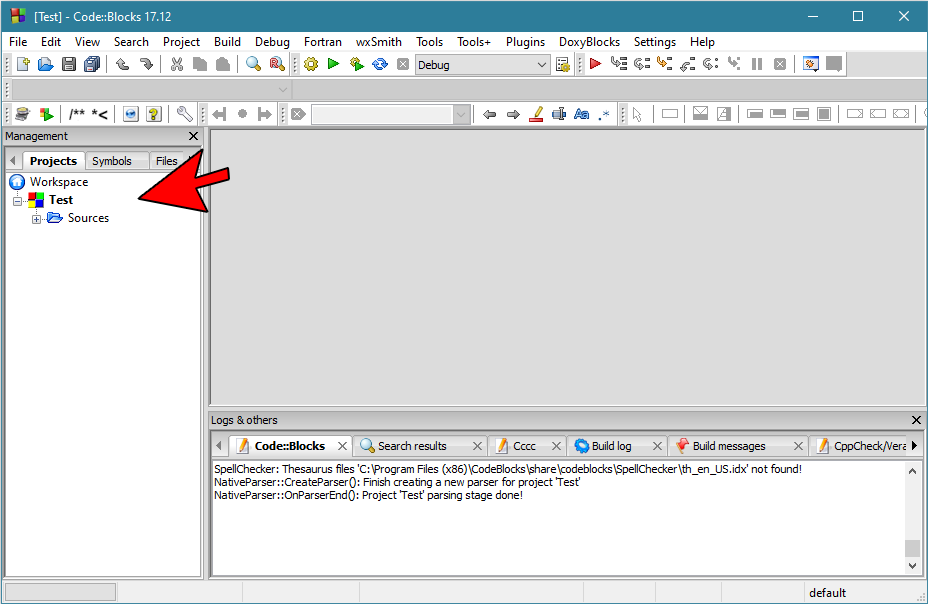 [Test] - Code::Blocks 17.12
File Edit View Search Project Build Debug Fortran wxSmith Tools Tools+ Plugins DoxyBlocks Settings Help
Debug
/** *<
Aa .*
Management
Projects Symbols Files
Workspace
Test
Sources
Logs & others
Code::Blocks Search results Cccc Build log Build messages CppCheck/Vera
SpellChecker: Thesaurus files 'C:\Program Files (x86)\CodeBlocks\share\codeblocks\SpellChecker\th_en_US.idx' not found!
NativeParser::CreateParser(): Finish creating a new parser for project 'Test'
NativeParser::OnParserEnd(): Project 'Test' parsing stage done!
default